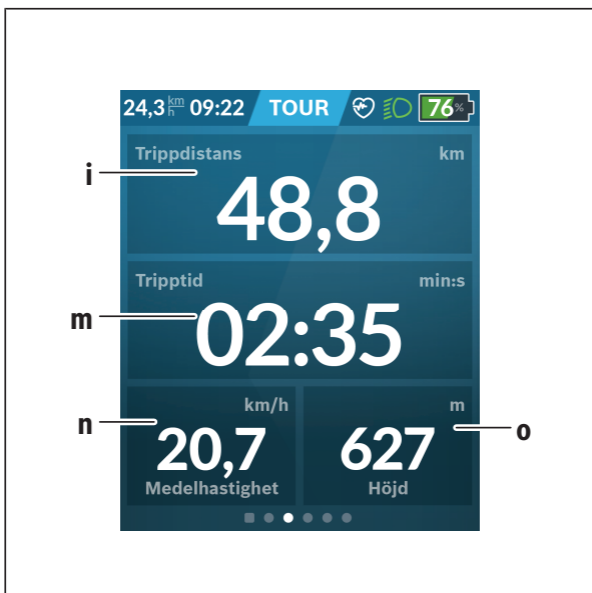 24,3 km/h 09:22 TOUR 76%
Trippdistans km
i
48,8
Tripptid min:s
m
02:35
km/h m
n o
20,7 627
Medelhastighet Höjd